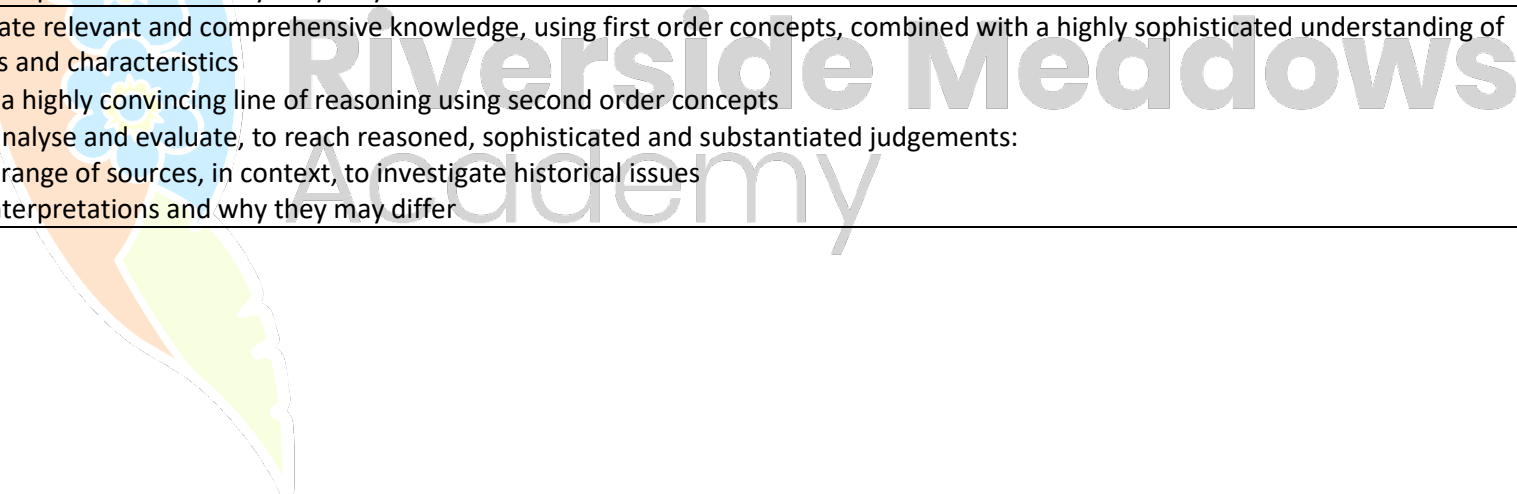 ate relevant and comprehensive knowledge, using first order concepts, combined with a highly sophisticated understanding of
s and characteristics
a highly convincing line of reasoning using second order concepts
nalyse and evaluate, to reach reasoned, sophisticated and substantiated judgements:
range of sources, in context, to investigate historical issues
nterpretations and why they may differ
Riverside Meadows
Academy